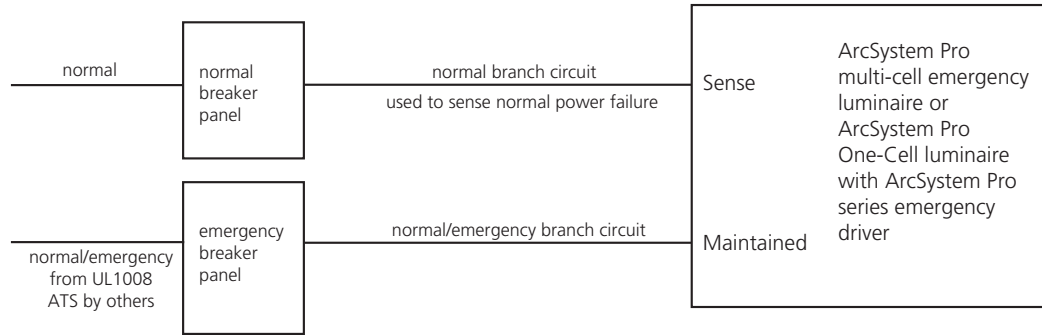 normal
normal
breaker
panel
normal branch circuit
used to sense normal power failure
Sense
ArcSystem Pro
multi-cell emergency
luminaire or
ArcSystem Pro
One-Cell luminaire
with ArcSystem Pro
series emergency
driver
normal/emergency
from UL1008
ATS by others
emergency
breaker
panel
normal/emergency branch circuit
Maintained